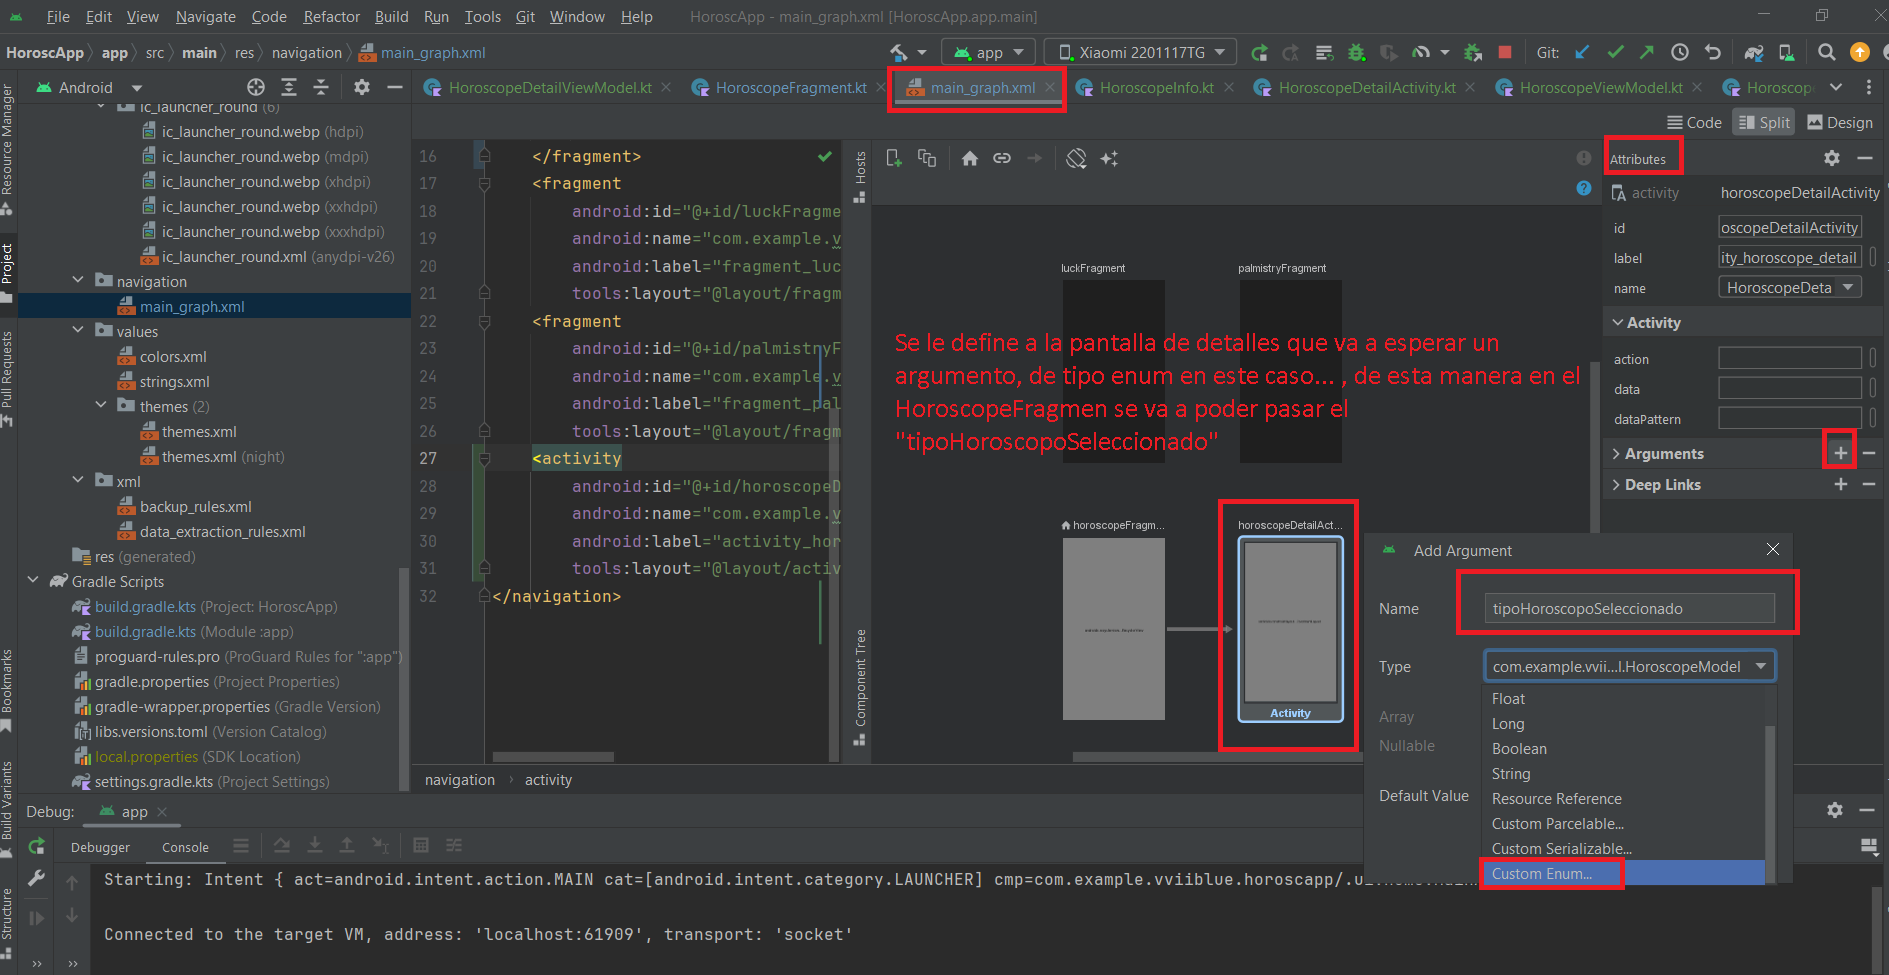 File Edit View Navigate Code Refactor Build Run Tools Git Window Help HoroscApp - main_graph.xml [HoroscApp.app.main]
HoroscApp app src main res navigation main_graph.xml app Xiaomi 2201117TG Git:
Android HoroscopeDetailViewModel.kt HoroscopeFragment.kt main_graph.xml HoroscopeInfo.kt HoroscopeDetailActivity.kt HoroscopeViewModel.kt Horoscop
Code Split Design
Resource Manager
Project
Pull Requests
Bookmarks
Build Variants
Structure
ic_launcher_round (6)
ic_launcher_round.webp (hdpi)
ic_launcher_round.webp (mdpi)
ic_launcher_round.webp (xhdpi)
ic_launcher_round.webp (xxhdpi)
ic_launcher_round.webp (xxxhdpi)
ic_launcher_round.xml (anydpi-v26)
navigation
main_graph.xml
values
colors.xml
strings.xml
themes (2)
themes.xml
themes.xml (night)
xml
backup_rules.xml
data_extraction_rules.xml
res (generated)
Gradle Scripts
build.gradle.kts (Project: HoroscApp)
build.gradle.kts (Module :app)
proguard-rules.pro (ProGuard Rules for ":app")
gradle.properties (Project Properties)
gradle-wrapper.properties (Gradle Version)
libs.versions.toml (Version Catalog)
local.properties (SDK Location)
settings.gradle.kts (Project Settings)
16 </fragment>
17 <fragment
18 android:id="@+id/luckFragme
19 android:name="com.example.v
20 android:label="fragment_luc
21 tools:layout="@layout/fragm
22 <fragment
23 android:id="@+id/palmistryF
24 android:name="com.example.v
25 android:label="fragment_pal
26 tools:layout="@layout/fragm
27 <activity
28 android:id="@+id/horoscopeD
29 android:name="com.example.v
30 android:label="activity_hor
31 tools:layout="@layout/activ
32 </navigation>
navigation activity
Hosts
Component Tree
luckFragment palmistryFragment
Se le define a la pantalla de detalles que va a esperar un
argumento, de tipo enum en este caso... , de esta manera en el
HoroscopeFragmen se va a poder pasar el
"tipoHoroscopoSeleccionado"
horoscopeFragm... horoscopeDetailAct...
Activity
Attributes
activity horoscopeDetailActivity
id oscopeDetailActivity
label ity_horoscope_detail
name HoroscopeDeta
Activity
action
data
dataPattern
Arguments
Deep Links
Add Argument
Name tipoHoroscopoSeleccionado
Type com.example.vvii...l.HoroscopeModel
Array
Nullable
Default Value
Float
Long
Boolean
String
Resource Reference
Custom Parcelable...
Custom Serializable...
Custom Enum...
Debug: app
Debugger Console
Starting: Intent { act=android.intent.action.MAIN cat=[android.intent.category.LAUNCHER] cmp=com.example.vviiblue.horoscapp/.ui.home.Main
Connected to the target VM, address: 'localhost:61909', transport: 'socket'